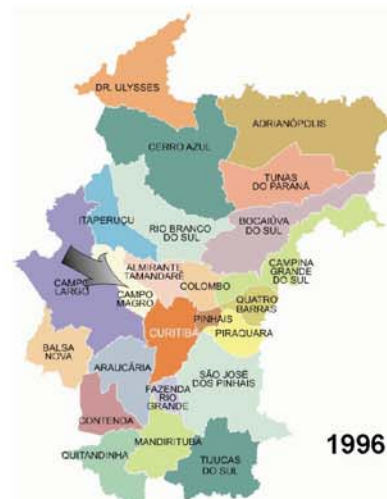 DR. ULYSSES
ADRIANÓPOLIS
CERRO AZUL
TUNAS
DO PARANÁ
ITAPERUÇU
RIO BRANCO
DO SUL
BOCAIÚVA
DO SUL
CAMPO
LARGO
ALMIRANTE
TAMANDARÉ
CAMPO
MAGRO
COLOMBO
CAMPINA
GRANDE
DO SUL
QUATRO
BARRAS
CURITIBA
PINHAIS
PIRAQUARA
BALSA
NOVA
ARAUCÁRIA
SÃO JOSÉ
DOS PINHAIS
FAZENDA
RIO
GRANDE
CONTENDA
MANDIRITUBA
QUITANDINHA
TIJUCAS
DO SUL
1996